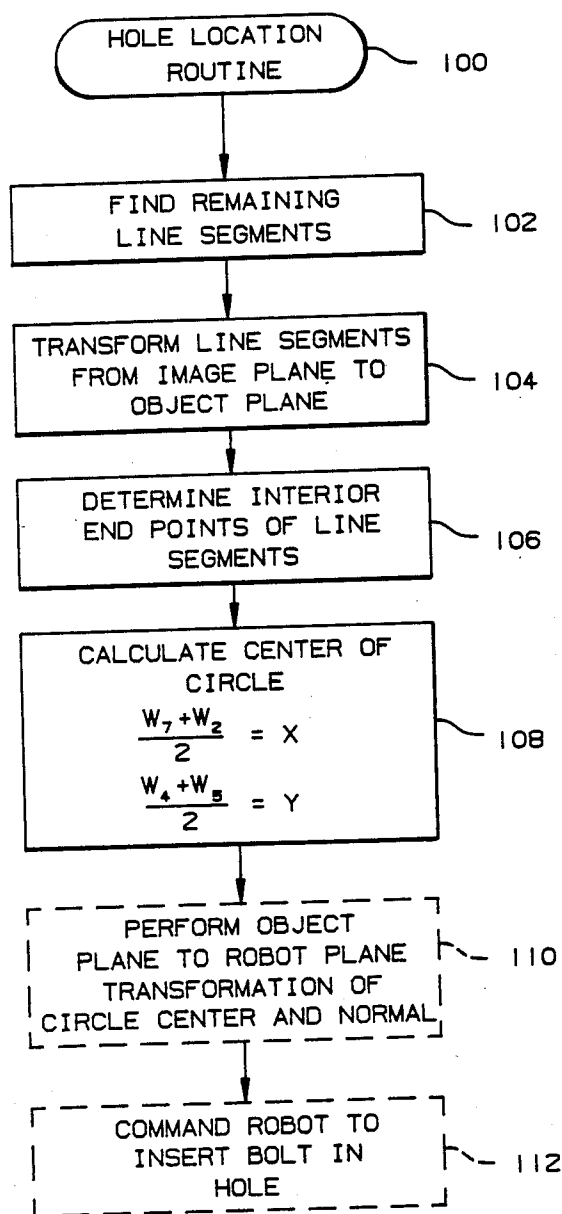 HOLE LOCATION
ROUTINE
100
FIND REMAINING
LINE SEGMENTS
102
TRANSFORM LINE SEGMENTS
FROM IMAGE PLANE TO
OBJECT PLANE
104
DETERMINE INTERIOR
END POINTS OF LINE
SEGMENTS
106
CALCULATE CENTER OF
CIRCLE
W₇+W₂
2
= X
W₄+W₅
2
= Y
108
PERFORM OBJECT
PLANE TO ROBOT PLANE
TRANSFORMATION OF
CIRCLE CENTER AND NORMAL
110
COMMAND ROBOT TO
INSERT BOLT IN
HOLE
112